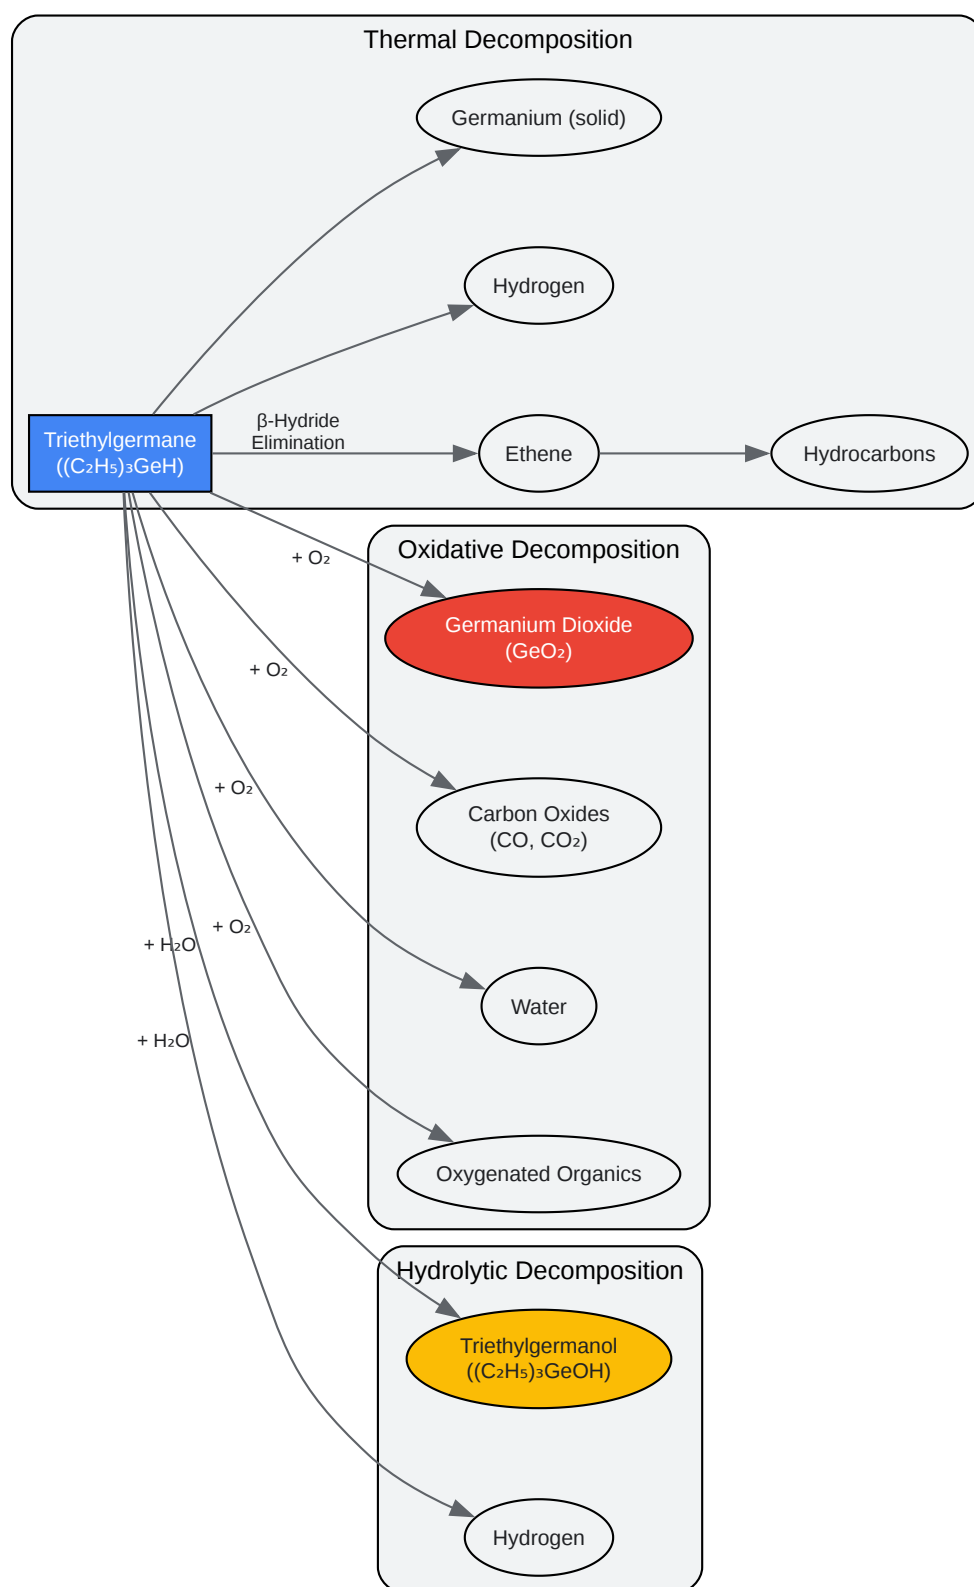 Thermal Decomposition
Germanium (solid)
Hydrogen
Triethylgermane
((C₂H₅)₃GeH)
β-Hydride
Elimination
Ethene
Hydrocarbons
Oxidative Decomposition
+ O₂
Germanium Dioxide
(GeO₂)
+ O₂
Carbon Oxides
(CO, CO₂)
+ O₂
Water
+ O₂
Oxygenated Organics
+ H₂O
+ H₂O
Hydrolytic Decomposition
Triethylgermanol
((C₂H₅)₃GeOH)
Hydrogen